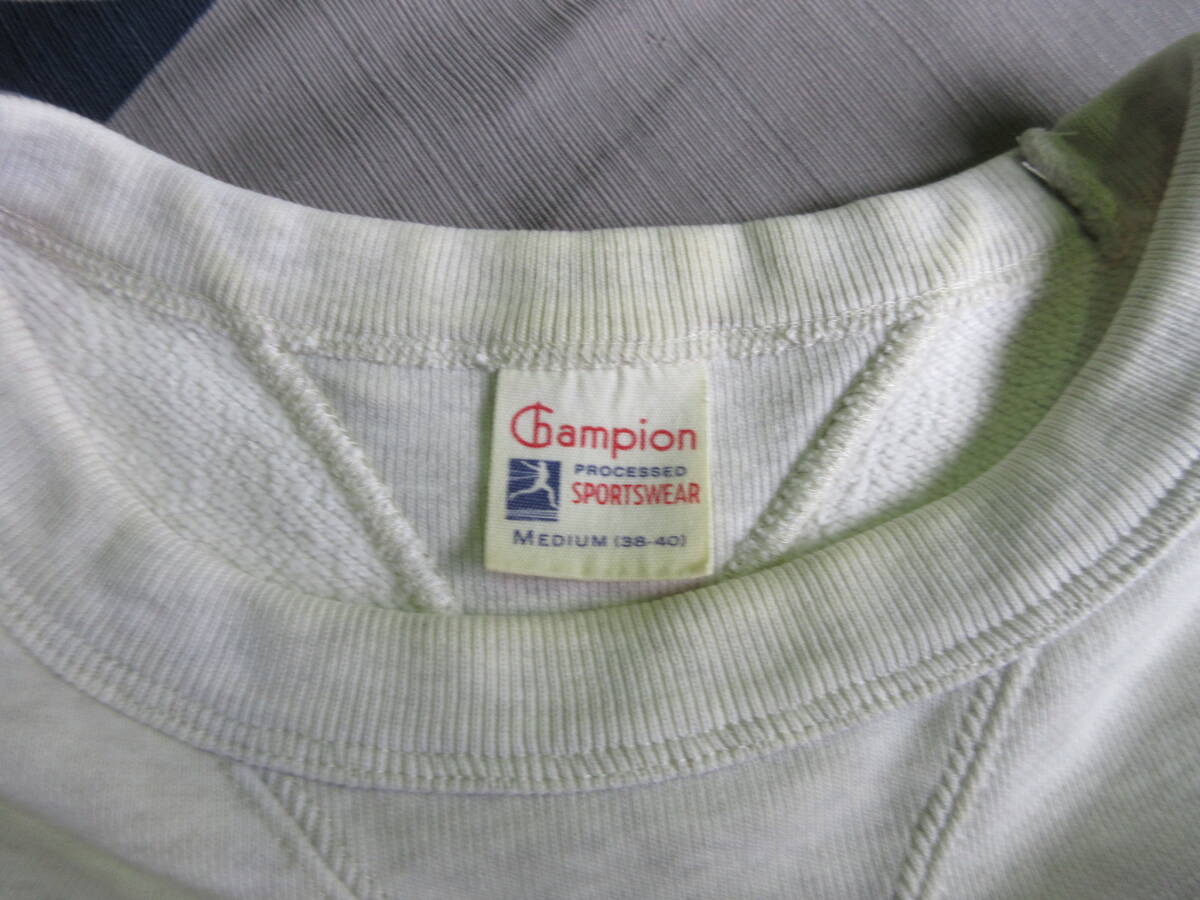 Champion
PROCESSED
SPORTSWEAR
MEDIUM (38-40)